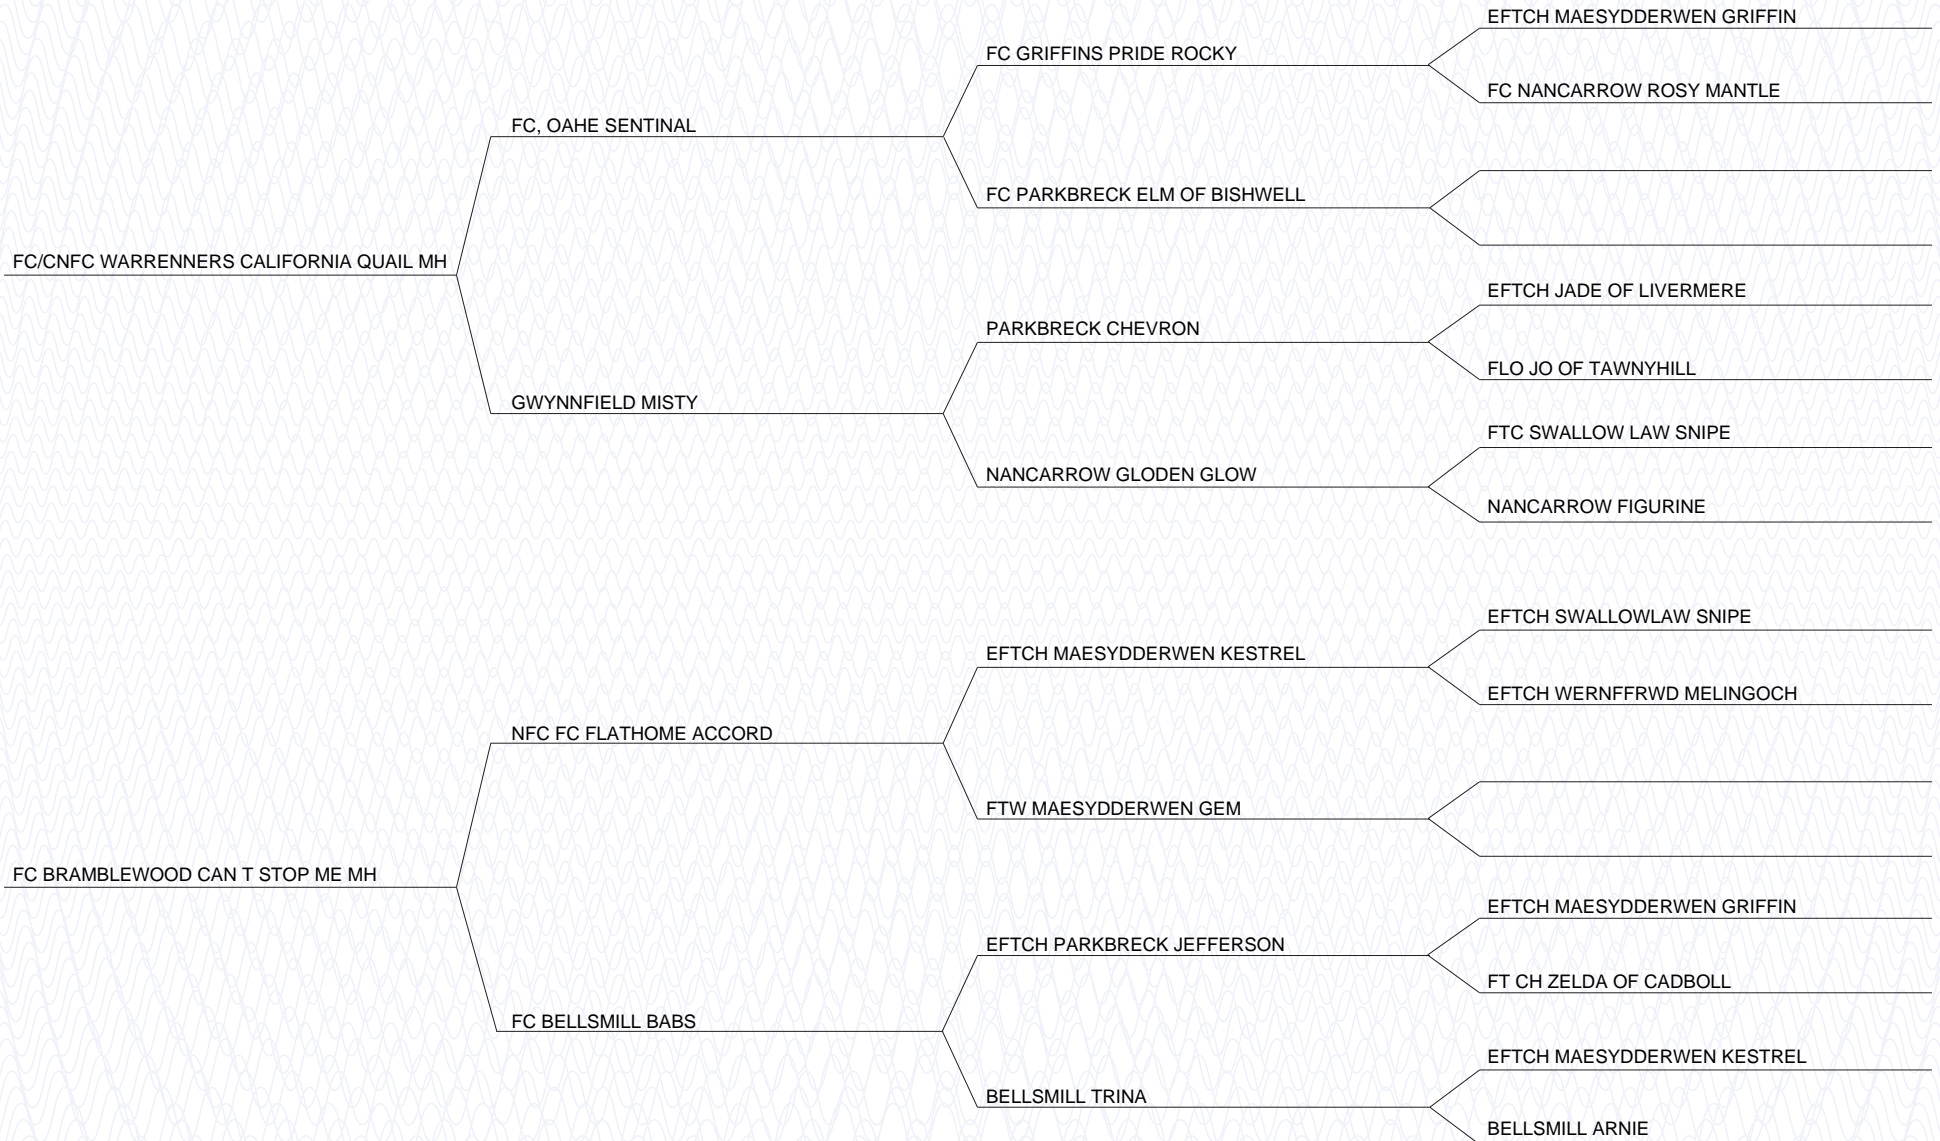 EFTCH MAESYDDERWEN GRIFFIN
FC GRIFFINS PRIDE ROCKY
FC NANCARROW ROSY MANTLE
FC, OAHE SENTINAL
FC PARKBRECK ELM OF BISHWELL
FC/CNFC WARRENNERS CALIFORNIA QUAIL MH
EFTCH JADE OF LIVERMERE
PARKBRECK CHEVRON
FLO JO OF TAWNYHILL
GWYNNFIELD MISTY
FTC SWALLOW LAW SNIPE
NANCARROW GLODEN GLOW
NANCARROW FIGURINE
EFTCH SWALLOWLAW SNIPE
EFTCH MAESYDDERWEN KESTREL
EFTCH WERNFFRWD MELINGOCH
NFC FC FLATHOME ACCORD
FTW MAESYDDERWEN GEM
FC BRAMBLEWOOD CAN T STOP ME MH
EFTCH MAESYDDERWEN GRIFFIN
EFTCH PARKBRECK JEFFERSON
FT CH ZELDA OF CADBOLL
FC BELLSMILL BABS
EFTCH MAESYDDERWEN KESTREL
BELLSMILL TRINA
BELLSMILL ARNIE